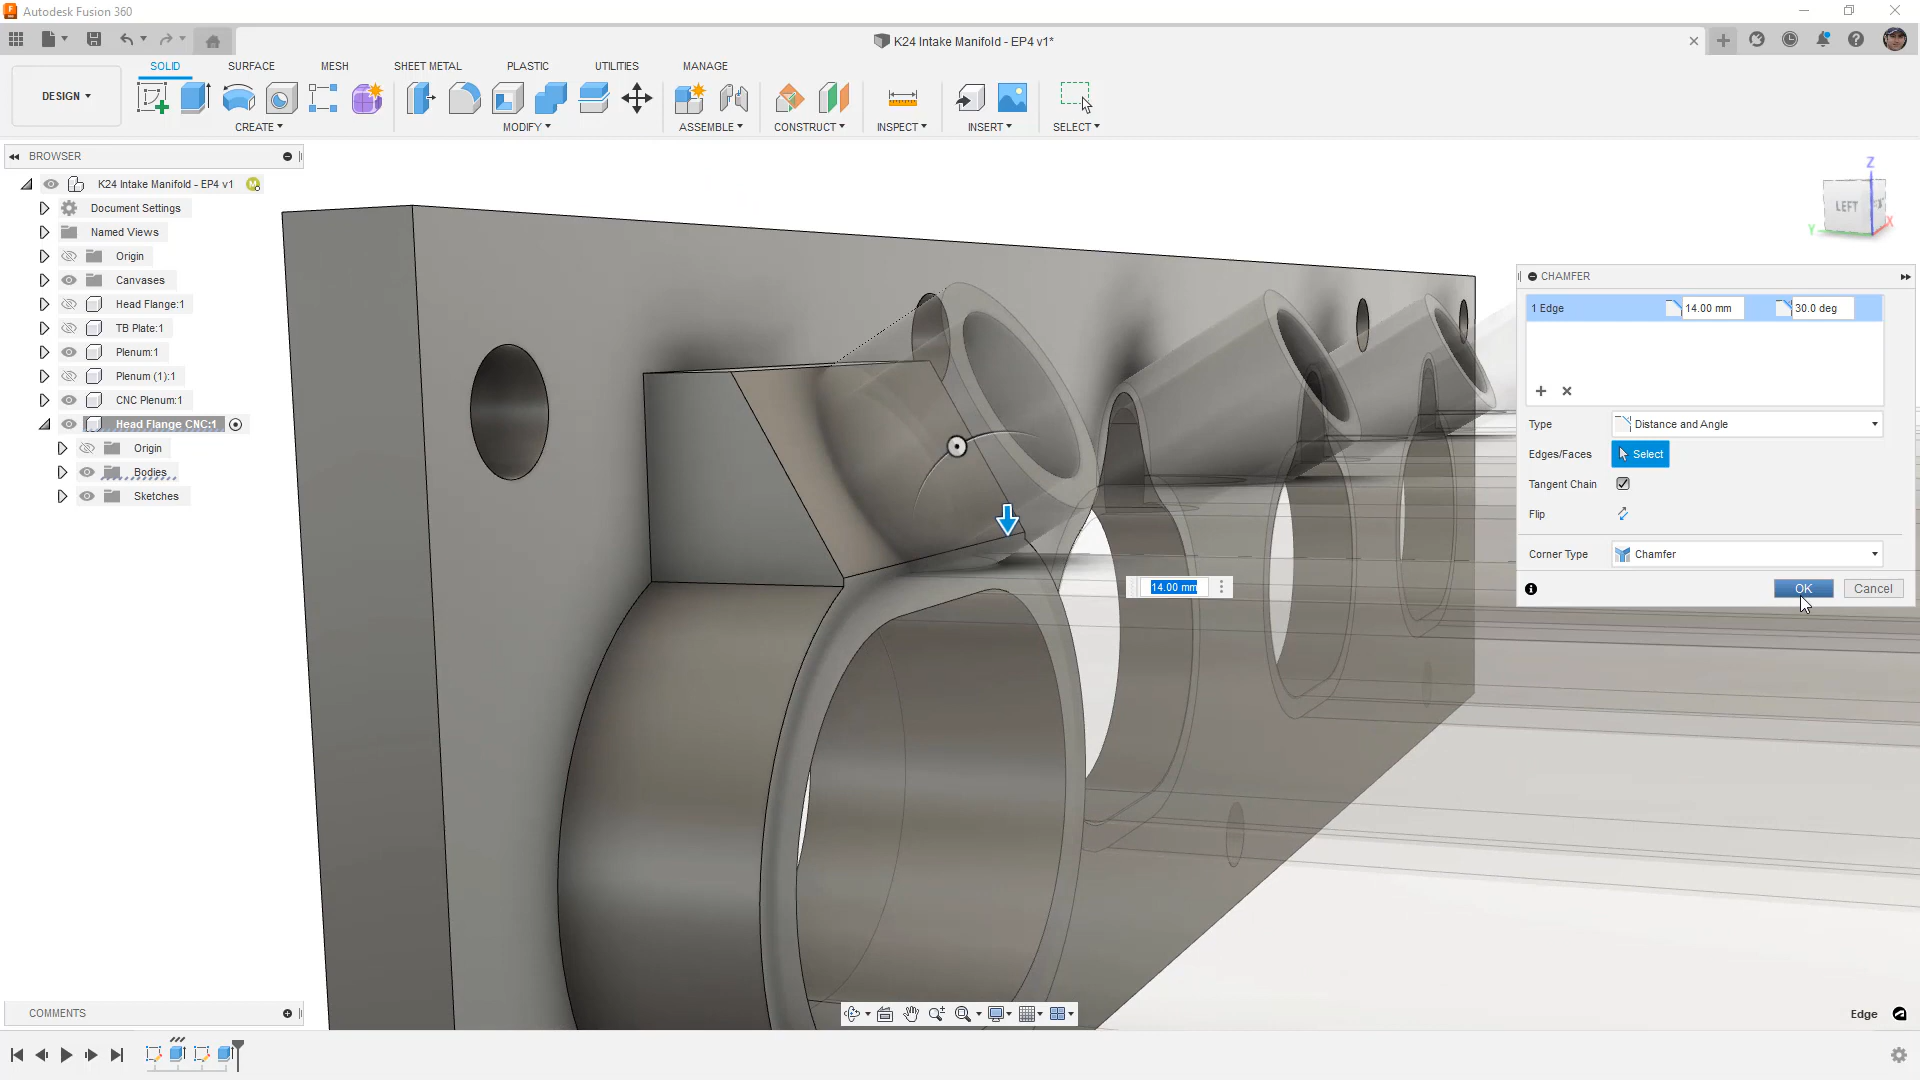 Autodesk Fusion 360
K24 Intake Manifold - EP4 v1*
DESIGN
SOLID
SURFACE
MESH
SHEET METAL
PLASTIC
UTILITIES
MANAGE
CREATE
MODIFY
ASSEMBLE
CONSTRUCT
INSPECT
INSERT
SELECT
BROWSER
K24 Intake Manifold - EP4 v1
M
Document Settings
Named Views
Origin
Canvases
Head Flange:1
TB Plate:1
Plenum:1
Plenum (1):1
CNC Plenum:1
Head Flange CNC:1
Origin
Bodies
Sketches
Z
LEFT
Y
X
CHAMFER
1 Edge
14.00 mm
30.0 deg
Type
Distance and Angle
Edges/Faces
Select
Tangent Chain
Flip
Corner Type
Chamfer
OK
Cancel
14.00 mm
COMMENTS
Edge